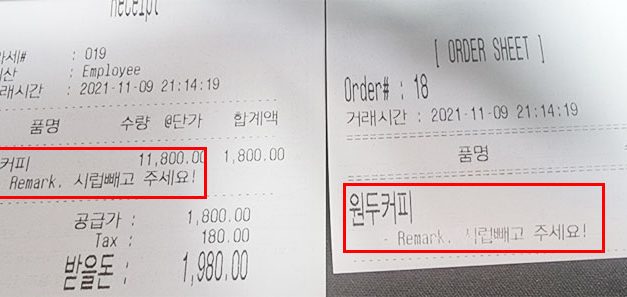 Receipt
: 019
: Employee
: 2021-11-09 21:14:19
품명 수량 @단가 합계액
커피 11,800.00 1,800.00
- Remark. 시럽빼고 주세요!
공급가 : 1,800.00
Tax : 180.00
받을돈 : 1,980.00
[ ORDER SHEET ]
Order# : 18
거래시간 : 2021-11-09 21:14:19
품명
원두커피
- Remark. 시럽빼고 주세요!